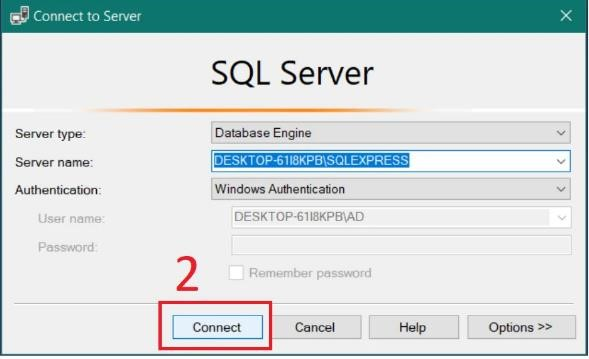 Connect to Server
SQL Server
Server type: Database Engine
Server name: DESKTOP-61I8KPB\SQLEXPRESS
Authentication: Windows Authentication
User name: DESKTOP-61I8KPB\AD
Password:
Remember password
2
Connect Cancel Help Options >>